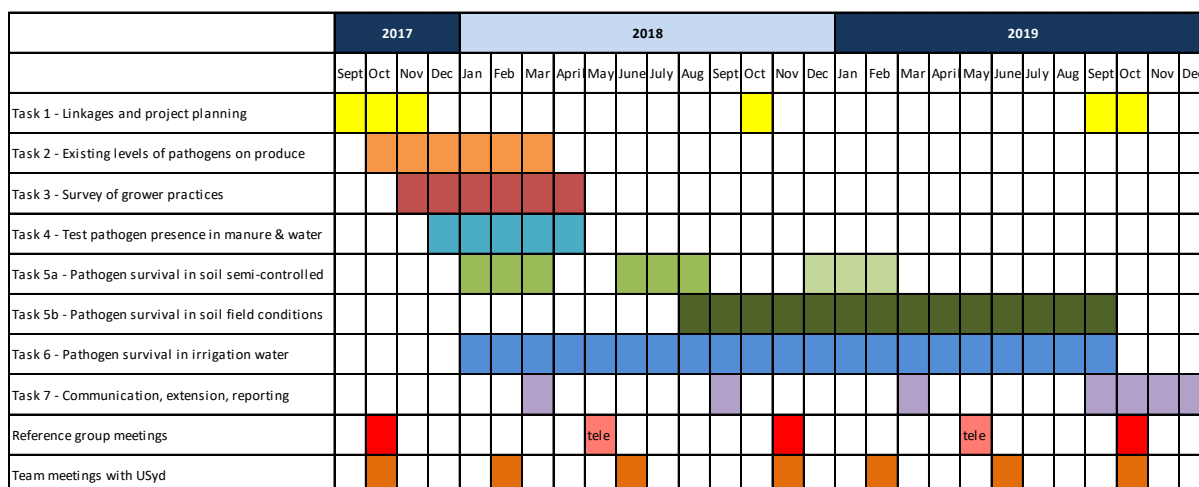 2017 2018 2019
Sept Oct Nov Dec Jan Feb Mar April May June July Aug Sept Oct Nov Dec Jan Feb Mar April May June July Aug Sept Oct Nov Dec
Task 1 - Linkages and project planning
Task 2 - Existing levels of pathogens on produce
Task 3 - Survey of grower practices
Task 4 - Test pathogen presence in manure & water
Task 5a - Pathogen survival in soil semi-controlled
Task 5b - Pathogen survival in soil field conditions
Task 6 - Pathogen survival in irrigation water
Task 7 - Communication, extension, reporting
Reference group meetings tele tele
Team meetings with USyd